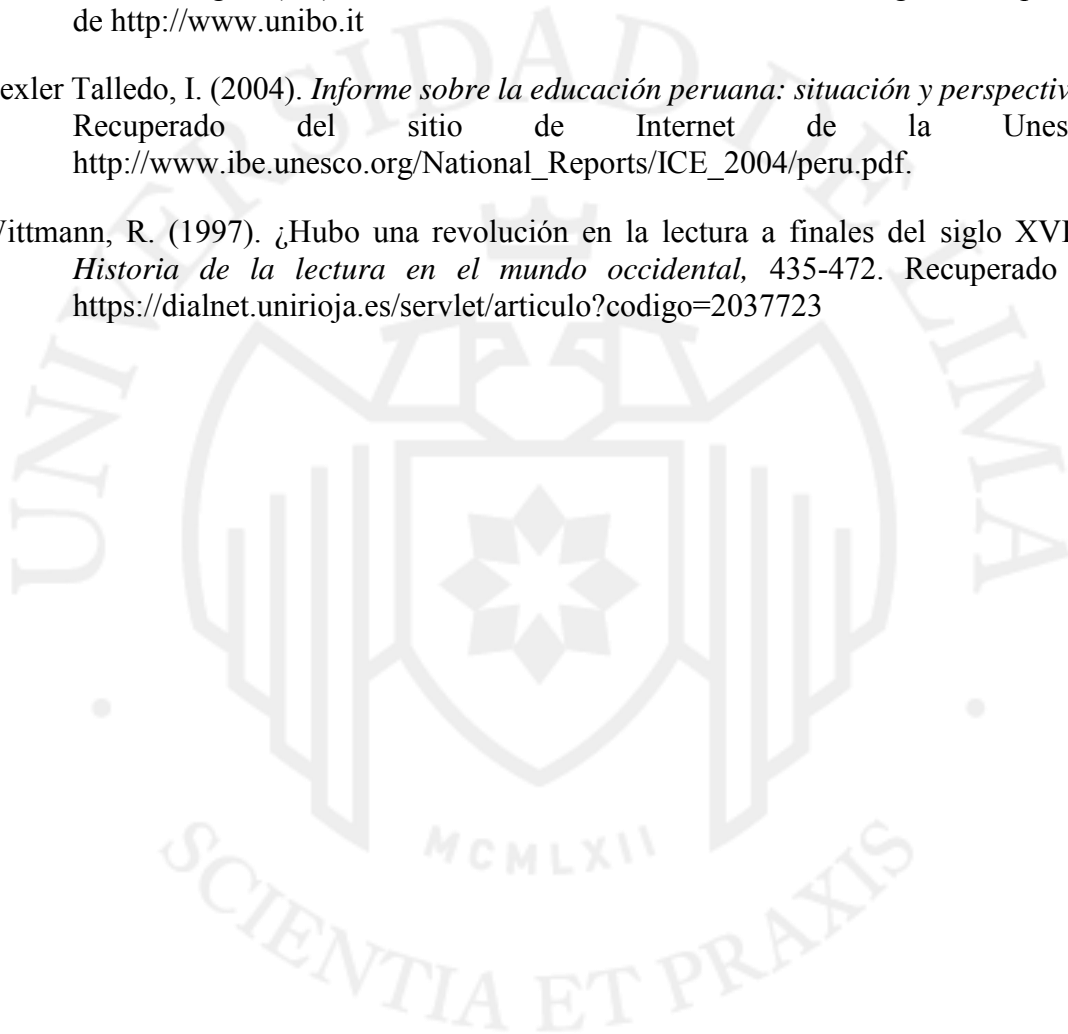 de http://www.unibo.it
exler Talledo, I. (2004). Informe sobre la educación peruana: situación y
Recuperado del sitio de Internet de la
http://www.ibe.unesco.org/National_Reports/ICE_2004/peru.pdf.
Vittmann, R. (1997). ¿Hubo una revolución en la lectura a finales del siglo
Historia de la lectura en el mundo occidental, 435-472. Recuperado
https://dialnet.unirioja.es/servlet/articulo?codigo=2037723
UNIVERSIDAD DE LIMA
MCMLXII
SCIENTIA ET PRAXIS